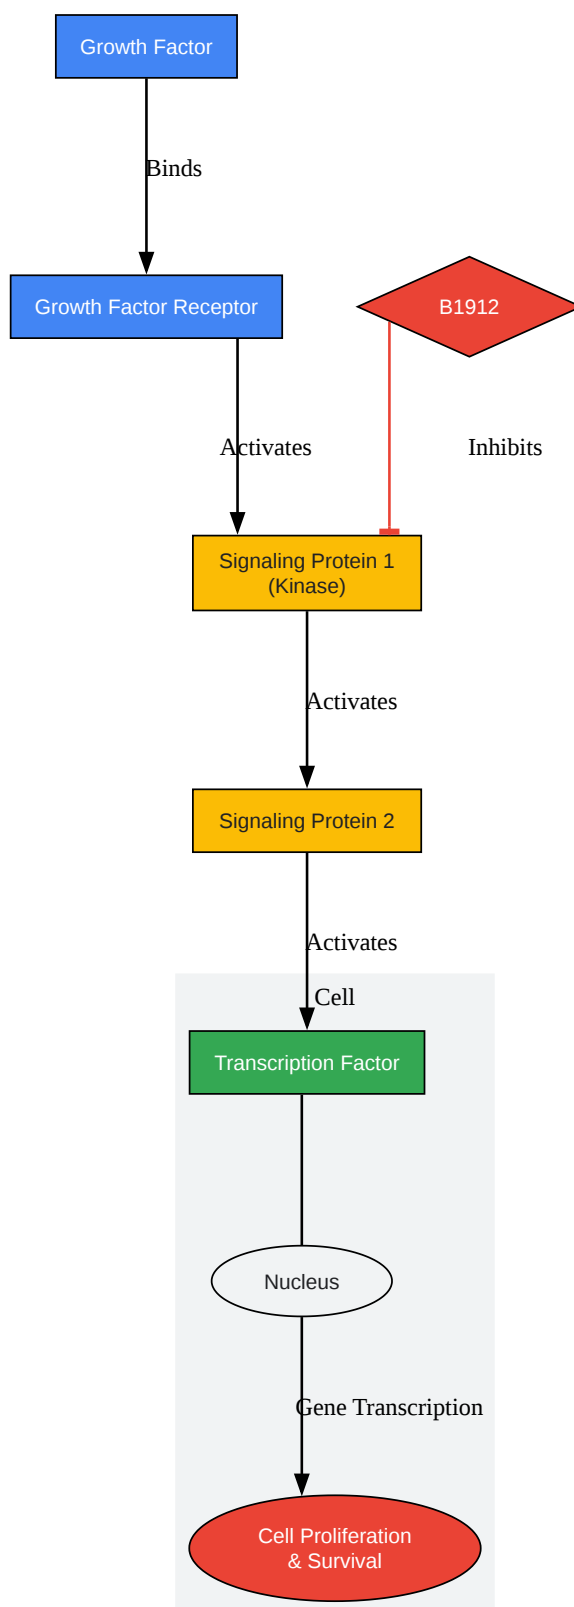 Growth Factor
Binds
Growth Factor Receptor
B1912
Activates
Inhibits
Signaling Protein 1
(Kinase)
Activates
Signaling Protein 2
Activates
Cell
Transcription Factor
Nucleus
Gene Transcription
Cell Proliferation
& Survival